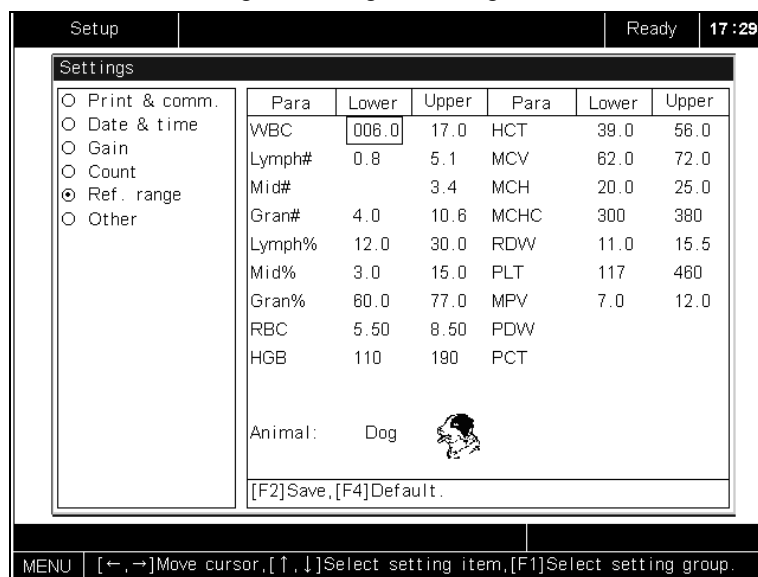 Setup Ready 17:29
Settings
Print & comm.
Date & time
Gain
Count
Ref. range
Other
Para Lower Upper Para Lower Upper
WBC 006.0 17.0 HCT 39.0 56.0
Lymph# 0.8 5.1 MCV 62.0 72.0
Mid# 3.4 MCH 20.0 25.0
Gran# 4.0 10.6 MCHC 300 380
Lymph% 12.0 30.0 RDW 11.0 15.5
Mid% 3.0 15.0 PLT 117 460
Gran% 60.0 77.0 MPV 7.0 12.0
RBC 5.50 8.50 PDW
HGB 110 190 PCT
Animal: Dog
[F2]Save,[F4]Default.
MENU [←,→]Move cursor,[↑,↓]Select setting item,[F1]Select setting group.